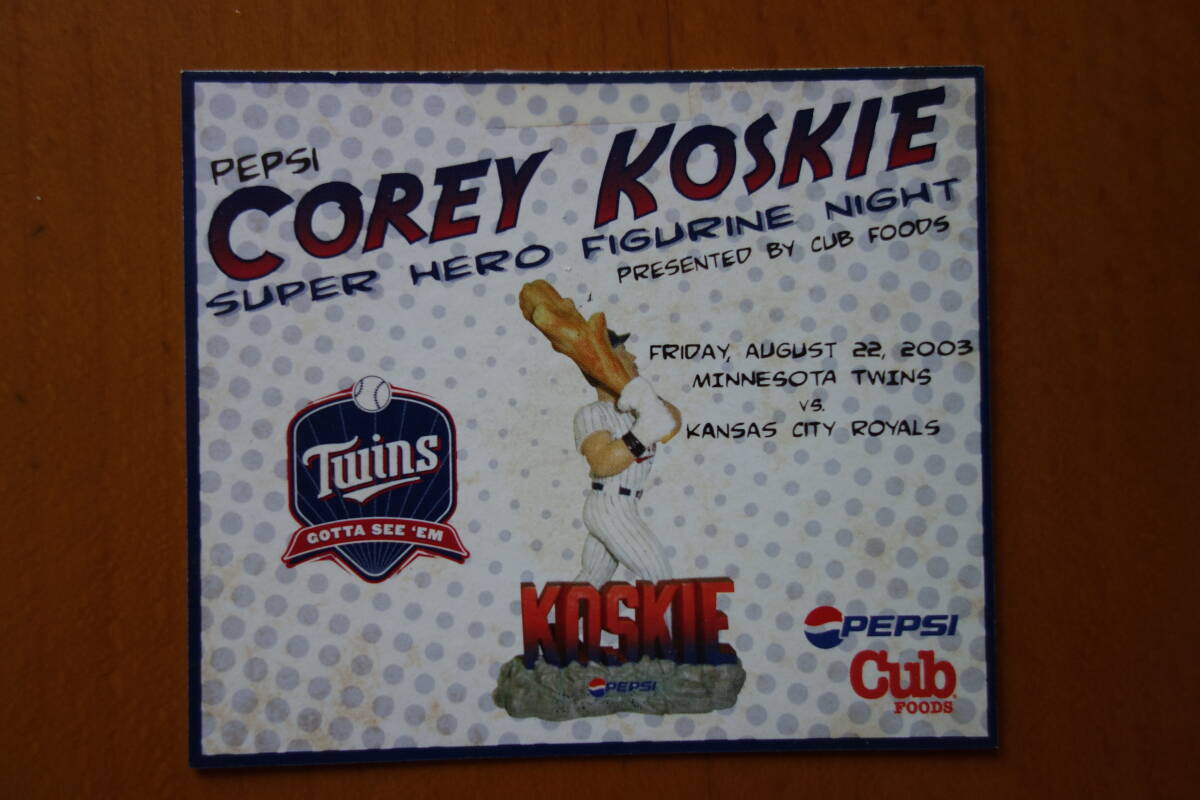 PEPSI
COREY KOSKIE
SUPER HERO FIGURINE NIGHT
PRESENTED BY CUB FOODS
FRIDAY, AUGUST 22, 2003
MINNESOTA TWINS
VS.
KANSAS CITY ROYALS
Twins
GOTTA SEE 'EM
KOSKIE
PEPSI
PEPSI
Cub
FOODS